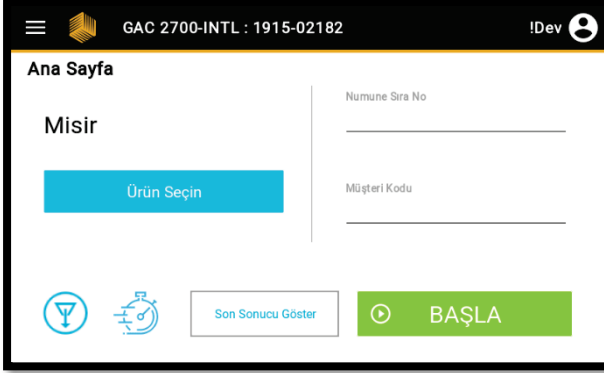 GAC 2700-INTL : 1915-02182
!Dev
Ana Sayfa
Misir
Ürün Seçin
Numune Sıra No
Müşteri Kodu
Son Sonucu Göster
BAŞLA